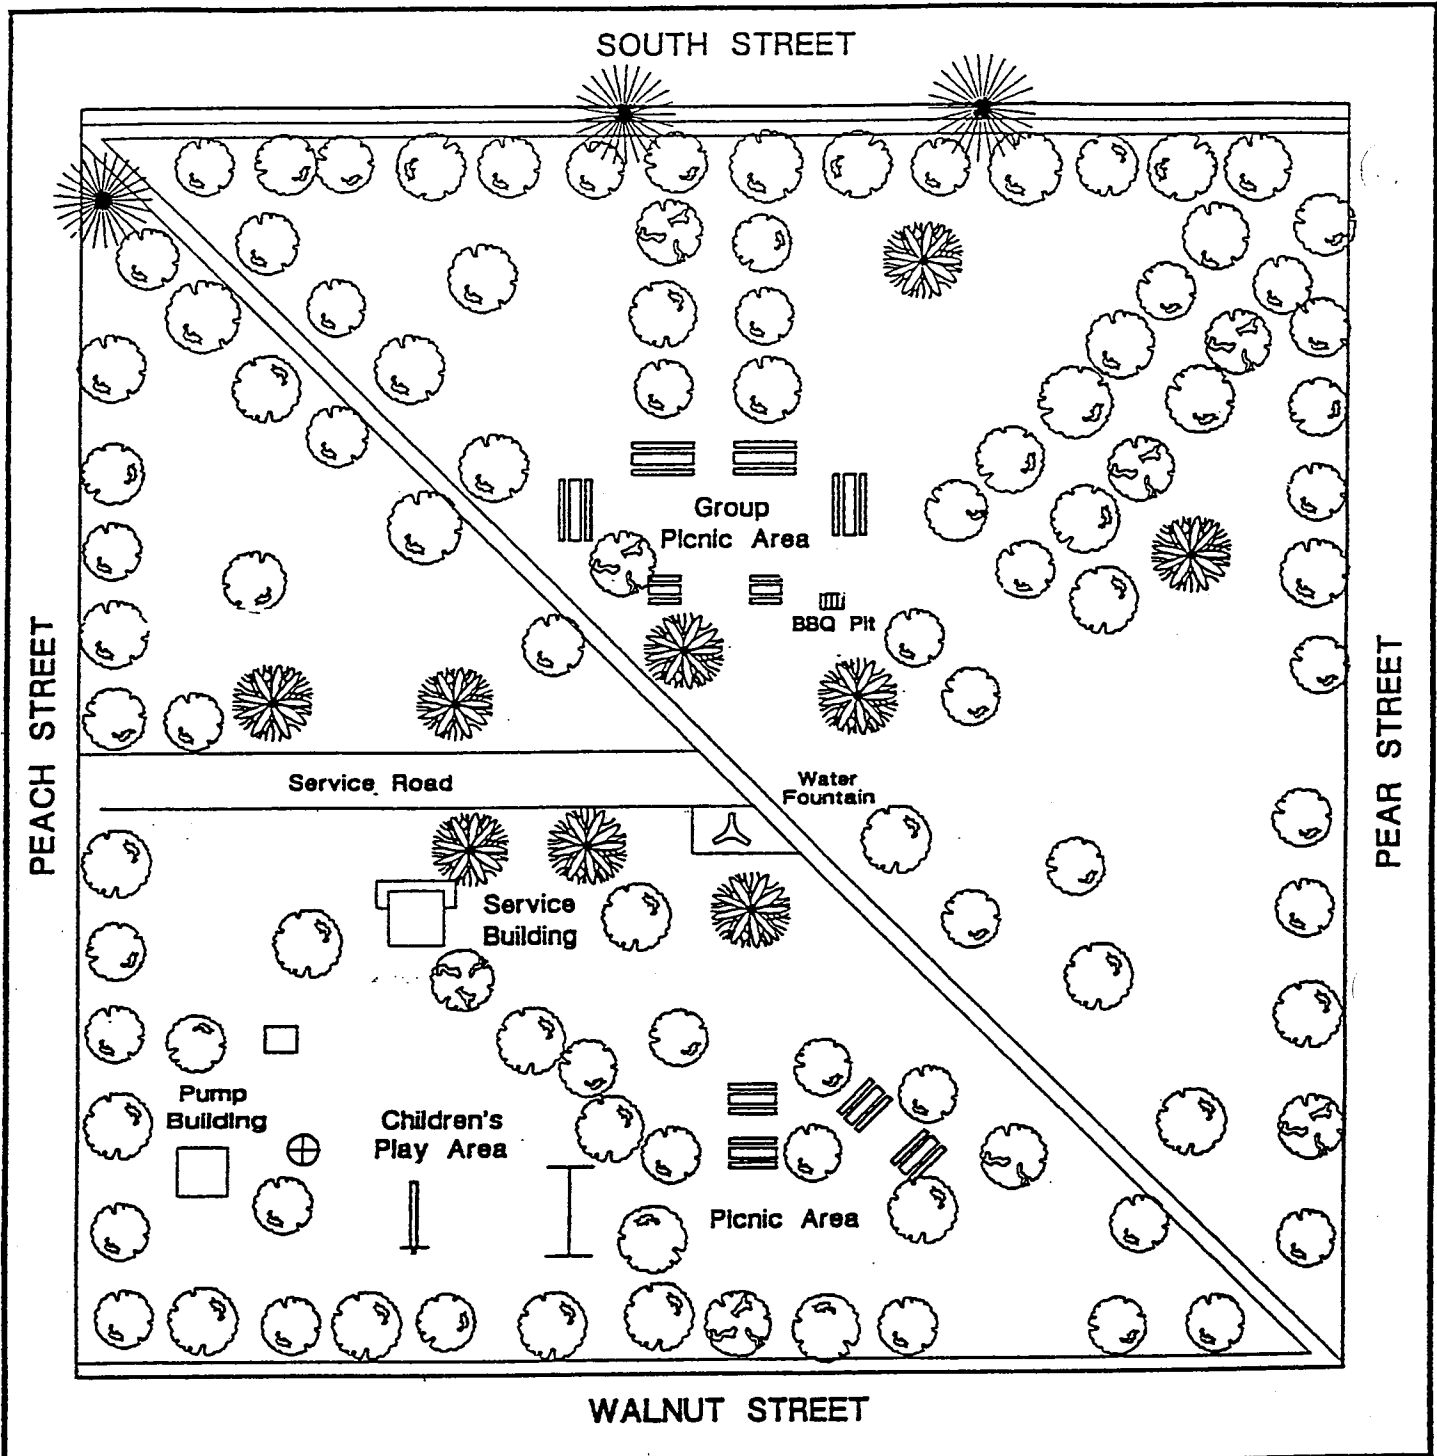 SOUTH STREET
Group
Picnic Area
BBQ Pit
PEACH STREET
PEAR STREET
Service Road
Water
Fountain
Service
Building
Pump
Building
Children's
Play Area
Picnic Area
WALNUT STREET